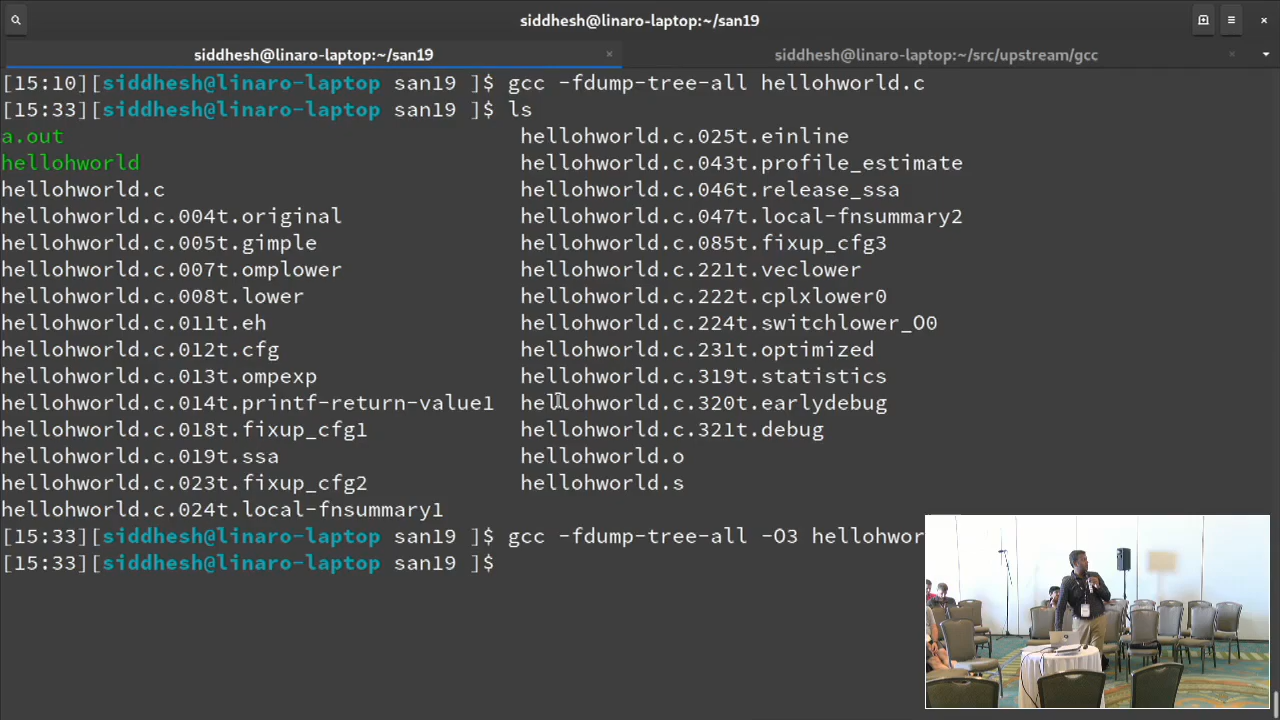 siddhesh@linaro-laptop:~/san19
siddhesh@linaro-laptop:~/san19 siddhesh@linaro-laptop:~/src/upstream/gcc
[15:10][siddhesh@linaro-laptop san19 ]$ gcc -fdump-tree-all hellohworld.c
[15:33][siddhesh@linaro-laptop san19 ]$ ls
a.out hellohworld.c.025t.einline
hellohworld hellohworld.c.043t.profile_estimate
hellohworld.c hellohworld.c.046t.release_ssa
hellohworld.c.004t.original hellohworld.c.047t.local-fnsummary2
hellohworld.c.005t.gimple hellohworld.c.085t.fixup_cfg3
hellohworld.c.007t.omplower hellohworld.c.221t.veclower
hellohworld.c.008t.lower hellohworld.c.222t.cplxlower0
hellohworld.c.011t.eh hellohworld.c.224t.switchlower_O0
hellohworld.c.012t.cfg hellohworld.c.231t.optimized
hellohworld.c.013t.ompexp hellohworld.c.319t.statistics
hellohworld.c.014t.printf-return-value1 hellohworld.c.320t.earlydebug
hellohworld.c.018t.fixup_cfg1 hellohworld.c.321t.debug
hellohworld.c.019t.ssa hellohworld.o
hellohworld.c.023t.fixup_cfg2 hellohworld.s
hellohworld.c.024t.local-fnsummary1
[15:33][siddhesh@linaro-laptop san19 ]$ gcc -fdump-tree-all -O3 hellohwor
[15:33][siddhesh@linaro-laptop san19 ]$